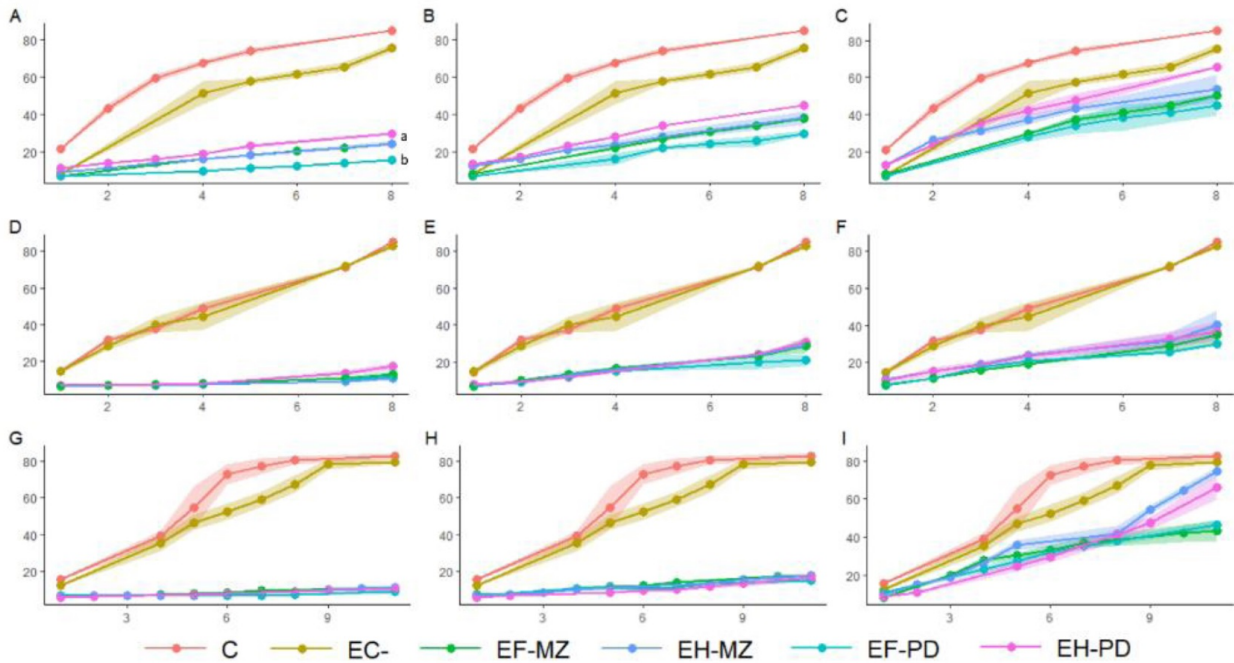 A B C
80 80 80
60 60 60
40 40 40
a
20 20 20
b
2 4 6 8 2 4 6 8 2 4 6 8
D E F
80 80 80
60 60 60
40 40 40
20 20 20
2 4 6 8 2 4 6 8 2 4 6 8
G H I
80 80 80
60 60 60
40 40 40
20 20 20
3 6 9 3 6 9 3 6 9
C EC- EF-MZ EH-MZ EF-PD EH-PD